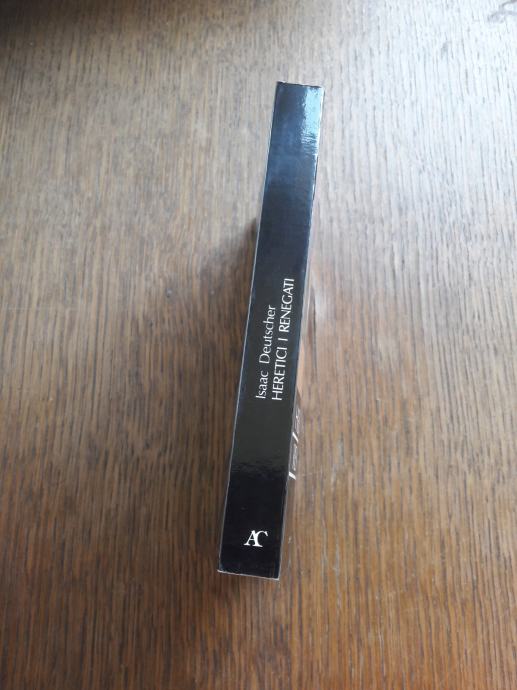 Isaac Deutscher
HERETICI I RENEGATI
AC